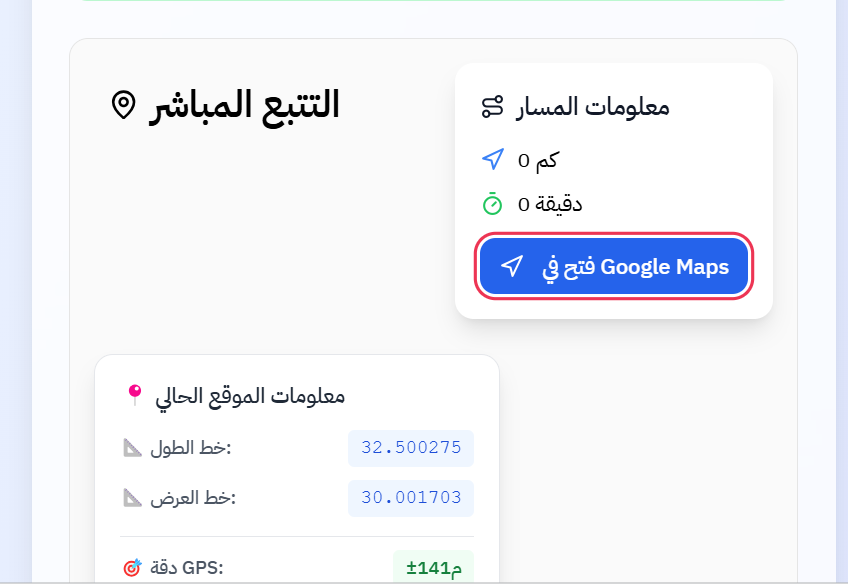 التتبع المباشر
معلومات المسار
0 كم
0 دقيقة
فتح في Google Maps
معلومات الموقع الحالي
خط الطول:
32.500275
خط العرض:
30.001703
دقة GPS:
±141م